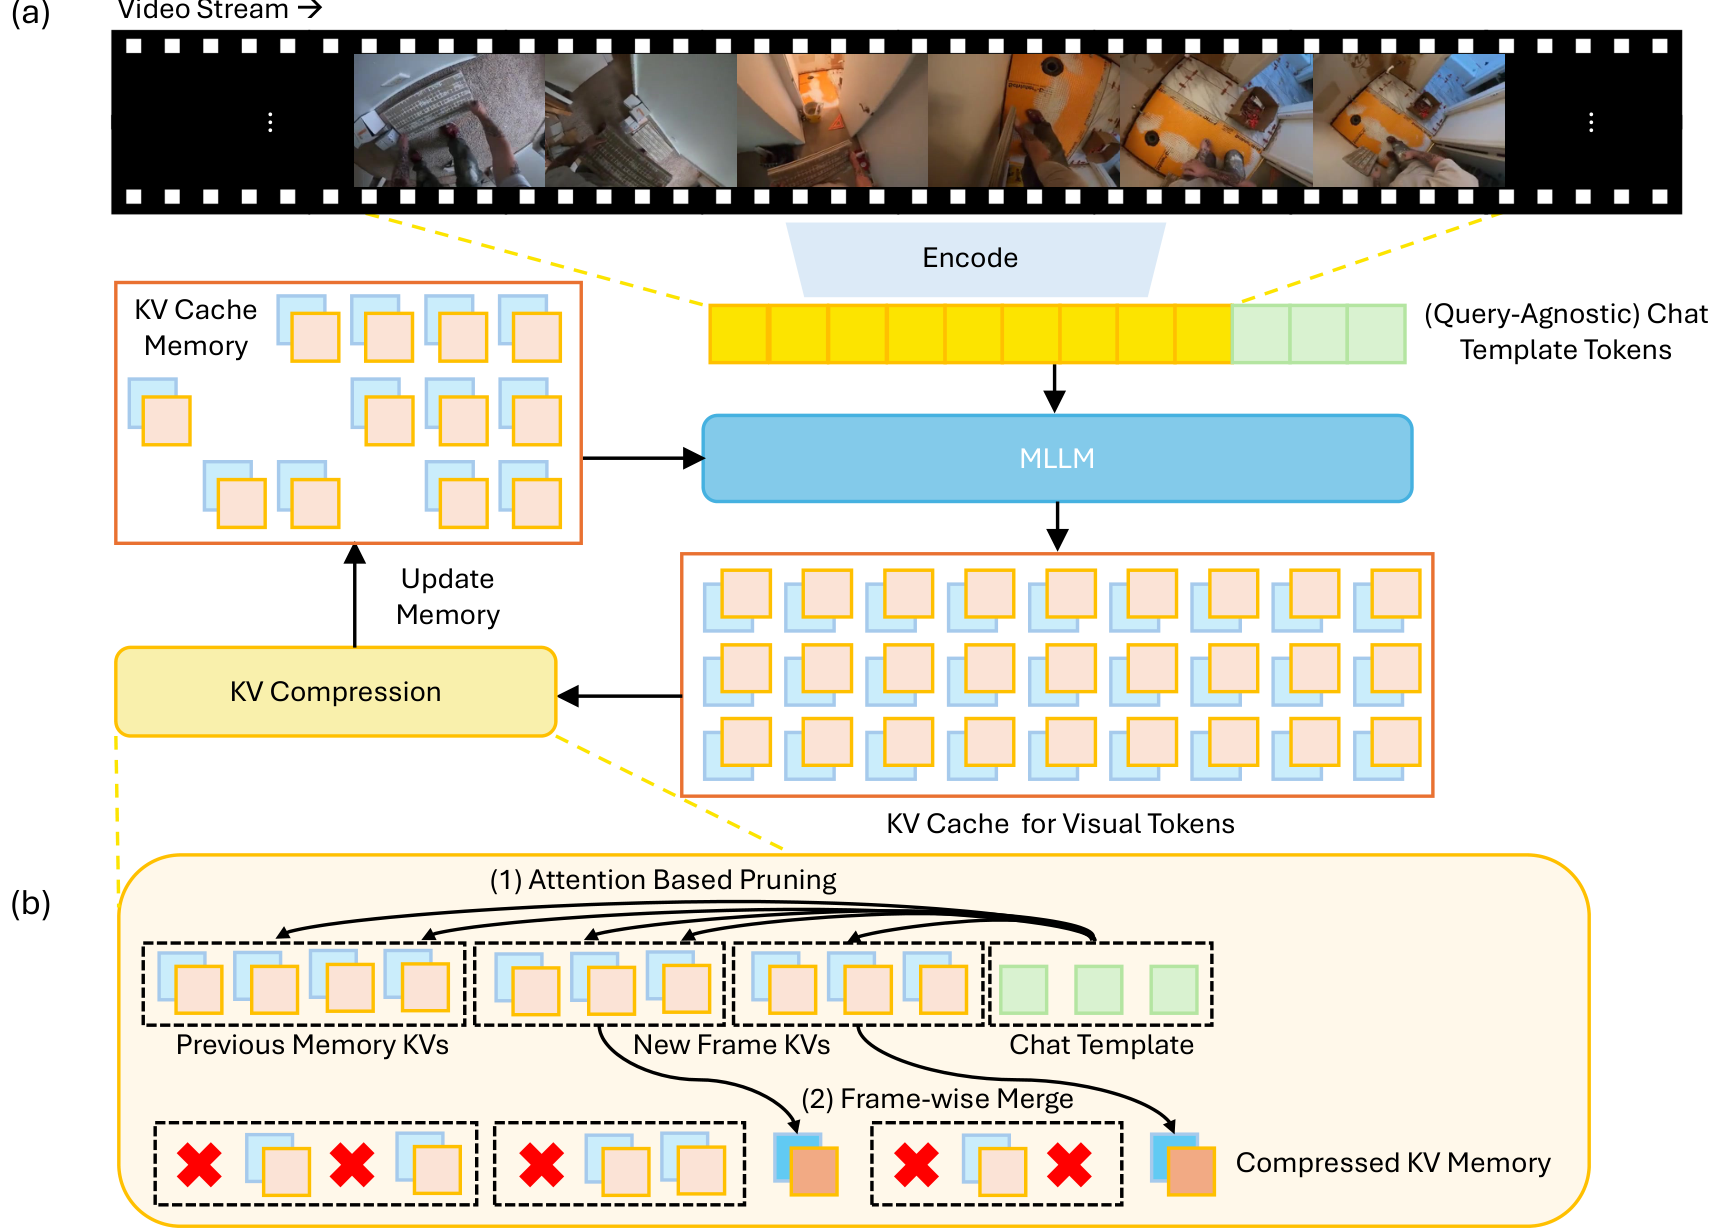 (a)
Video Stream →
Encode
KV Cache
Memory
(Query-Agnostic) Chat
Template Tokens
MLLM
Update
Memory
KV Compression
KV Cache for Visual Tokens
(b)
(1) Attention Based Pruning
Previous Memory KVs
New Frame KVs
Chat Template
(2) Frame-wise Merge
Compressed KV Memory